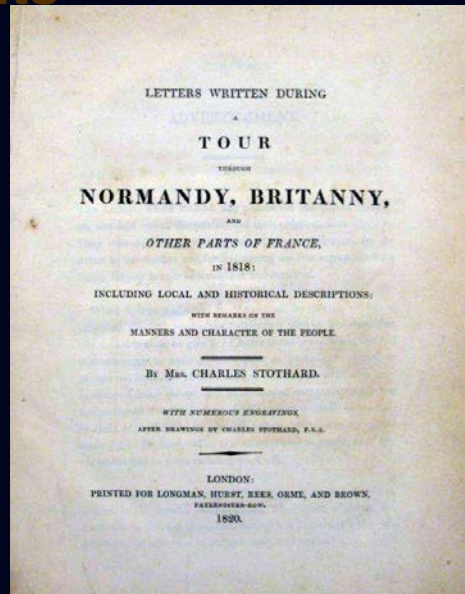 LETTERS WRITTEN DURING
A
TOUR
THROUGH
NORMANDY, BRITANNY,
AND
OTHER PARTS OF FRANCE,
IN 1818:
INCLUDING LOCAL AND HISTORICAL DESCRIPTIONS;
WITH REMARKS ON THE
MANNERS AND CHARACTER OF THE PEOPLE.
BY MRS. CHARLES STOTHARD.
WITH NUMEROUS ENGRAVINGS,
AFTER DRAWINGS BY CHARLES STOTHARD, F.S.A.
LONDON:
PRINTED FOR LONGMAN, HURST, REES, ORME, AND BROWN,
PATERNOSTER-ROW.
1820.